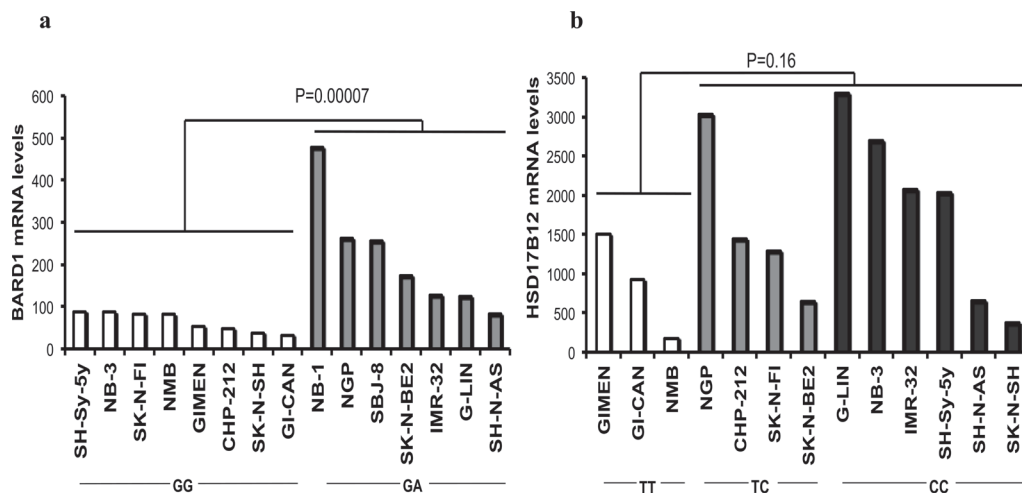 a
P=0.00007
BARD1 mRNA levels
600
500
400
300
200
100
0
SH-Sy-5y
NB-3
SK-N-FI
NMB
GIMEN
CHP-212
SK-N-SH
GI-CAN
NB-1
NGP
SBJ-8
SK-N-BE2
IMR-32
G-LIN
SH-N-AS
GG
GA
b
P=0.16
HSD17B12 mRNA levels
3500
3000
2500
2000
1500
1000
500
0
GIMEN
GI-CAN
NMB
NGP
CHP-212
SK-N-FI
SK-N-BE2
G-LIN
NB-3
IMR-32
SH-Sy-5y
SH-N-AS
SK-N-SH
TT
TC
CC